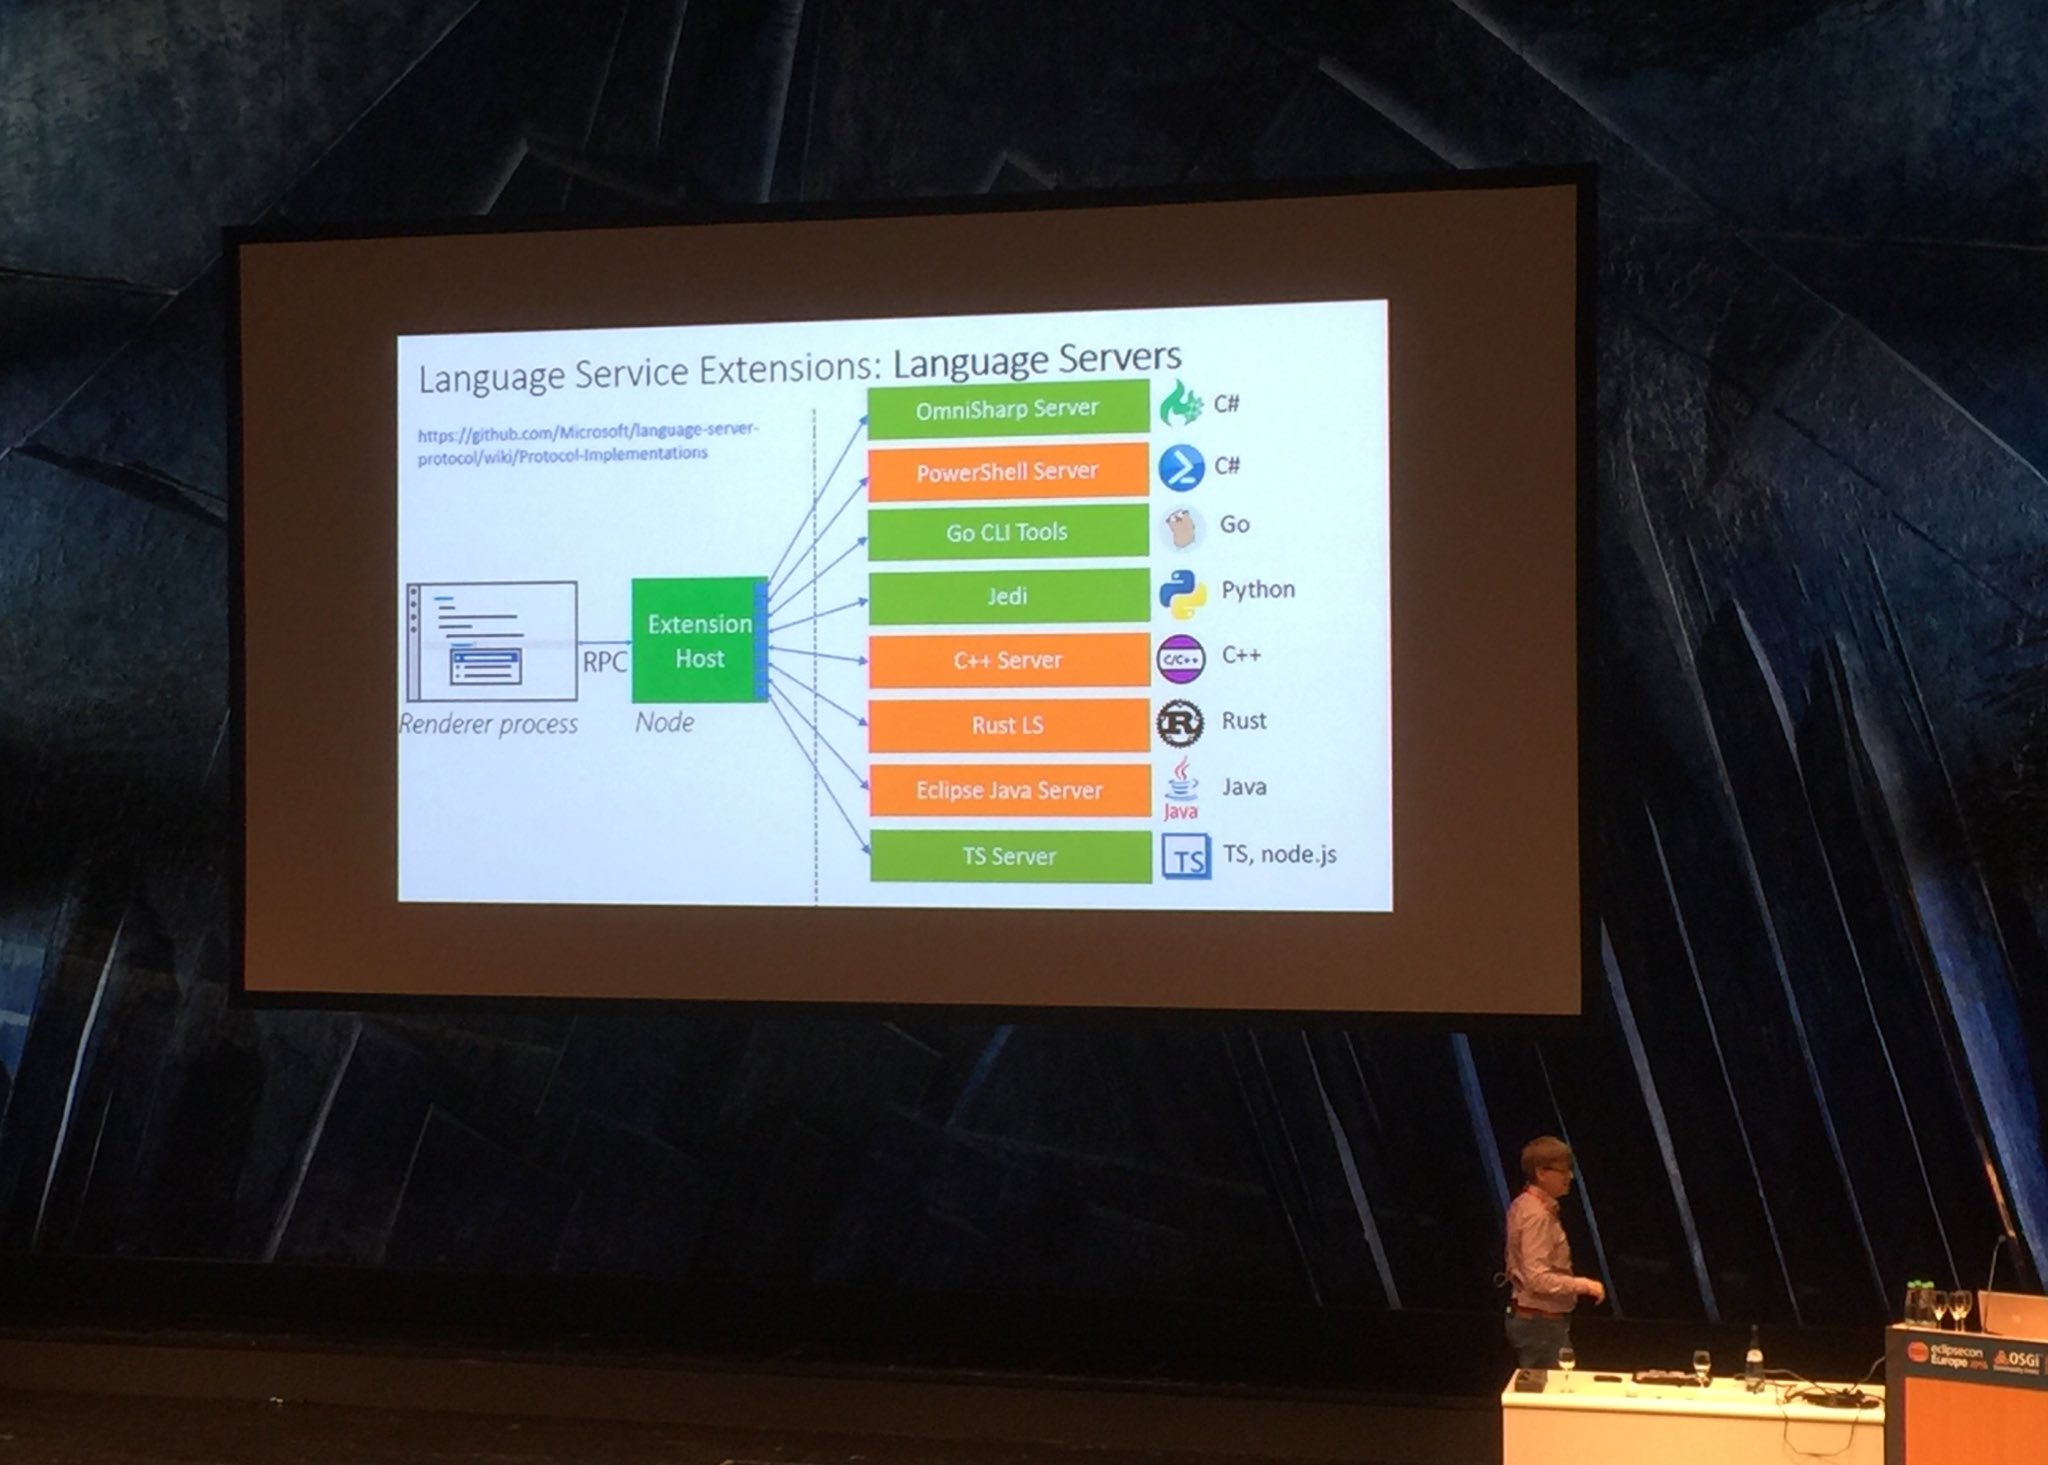 Language Service Extensions: Language Servers
https://github.com/Microsoft/language-server-
protocol/wiki/Protocol-Implementations
OmniSharp Server
C#
PowerShell Server
C#
Go CLI Tools
Go
Jedi
Python
C++ Server
C/C++
C++
Rust LS
R
Rust
Eclipse Java Server
Java
Java
TS Server
TS
TS, node.js
RPC
Extension
Host
Renderer process
Node
eclipsecon
Europe 2016
OSGi